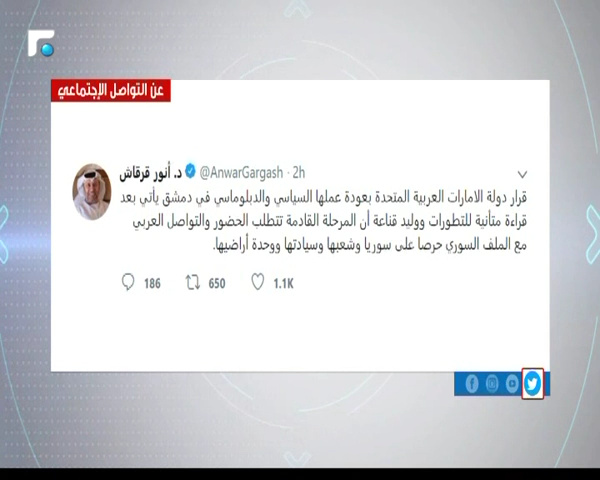 عن التواصل الإجتماعي
د. أنور قرقاش @AnwarGargash · 2h
قرار دولة الامارات العربية المتحدة بعودة عملها السياسي والدبلوماسي في دمشق يأتي بعد
قراءة متأنية للتطورات ووليد قناعة أن المرحلة القادمة تتطلب الحضور والتواصل العربي
مع الملف السوري حرصا على سوريا وشعبها وسيادتها ووحدة أراضيها.
186 650 1.1K